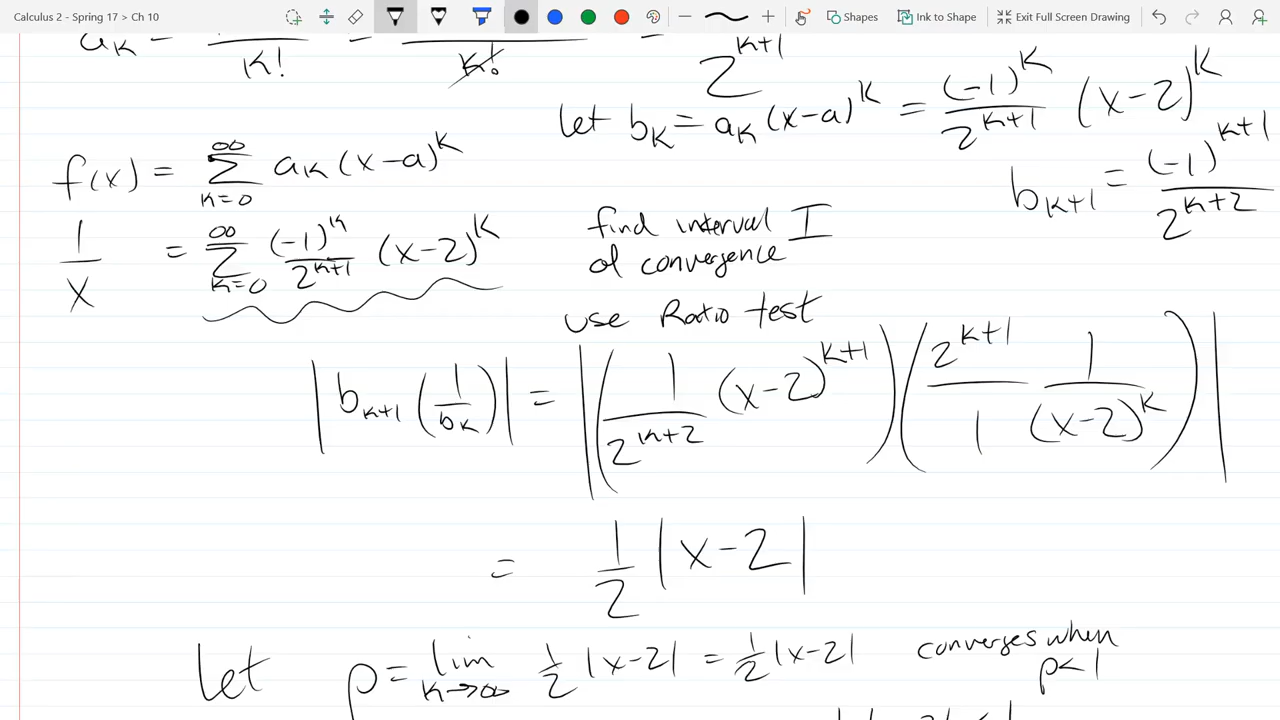 Calculus 2 - Spring 17 > Ch 10
Shapes
Ink to Shape
Exit Full Screen Drawing
a_k = / k! = / k! = / 2^{k+1}
let b_k = a_k (x-a)^k = (-1)^k / 2^{k+1} (x-2)^k
f(x) = ∑_{k=0}^{∞} a_k (x-a)^k
b_{k+1} = (-1)^{k+1} / 2^{k+2}
1/x = ∑_{k=0}^{∞} (-1)^k / 2^{k+1} (x-2)^k
find interval I
of convergence
use Ratio test
| b_{k+1} (1/b_k) | = | (1 / 2^{k+2} (x-2)^{k+1}) (2^{k+1} / 1 · 1 / (x-2)^k) |
= 1/2 |x-2|
let ρ = lim_{k→∞} 1/2 |x-2| = 1/2 |x-2|
converges when
ρ < 1